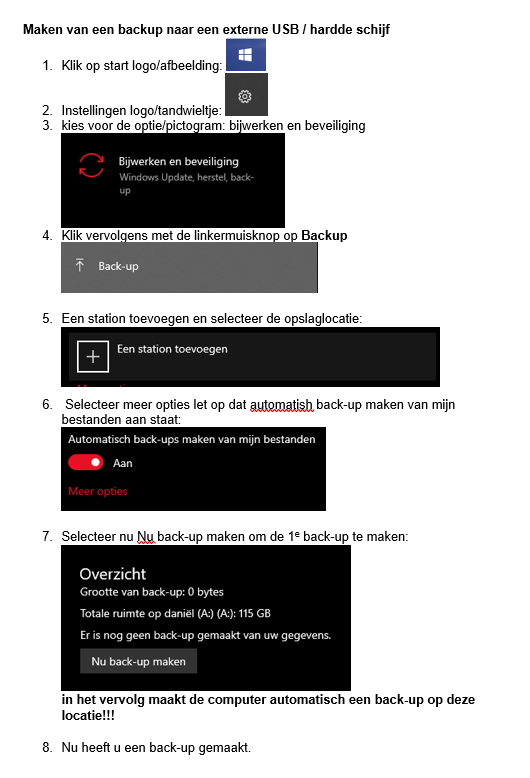 Maken van een backup naar een externe USB / hardde schijf
1. Klik op start logo/afbeelding:
2. Instellingen logo/tandwieltje:
3. kies voor de optie/pictogram: bijwerken en beveiliging
Bijwerken en beveiliging
Windows Update, herstel, back-
up
4. Klik vervolgens met de linkermuisknop op Backup
Back-up
5. Een station toevoegen en selecteer de opslaglocatie:
Een station toevoegen
6. Selecteer meer opties let op dat automatish back-up maken van mijn
bestanden aan staat:
Automatisch back-ups maken van mijn bestanden
Aan
Meer opties
7. Selecteer nu Nu back-up maken om de 1e back-up te maken:
Overzicht
Grootte van back-up: 0 bytes
Totale ruimte op daniël (A:) (A:): 115 GB
Er is nog geen back-up gemaakt van uw gegevens.
Nu back-up maken
in het vervolg maakt de computer automatisch een back-up op deze
locatie!!!
8. Nu heeft u een back-up gemaakt.